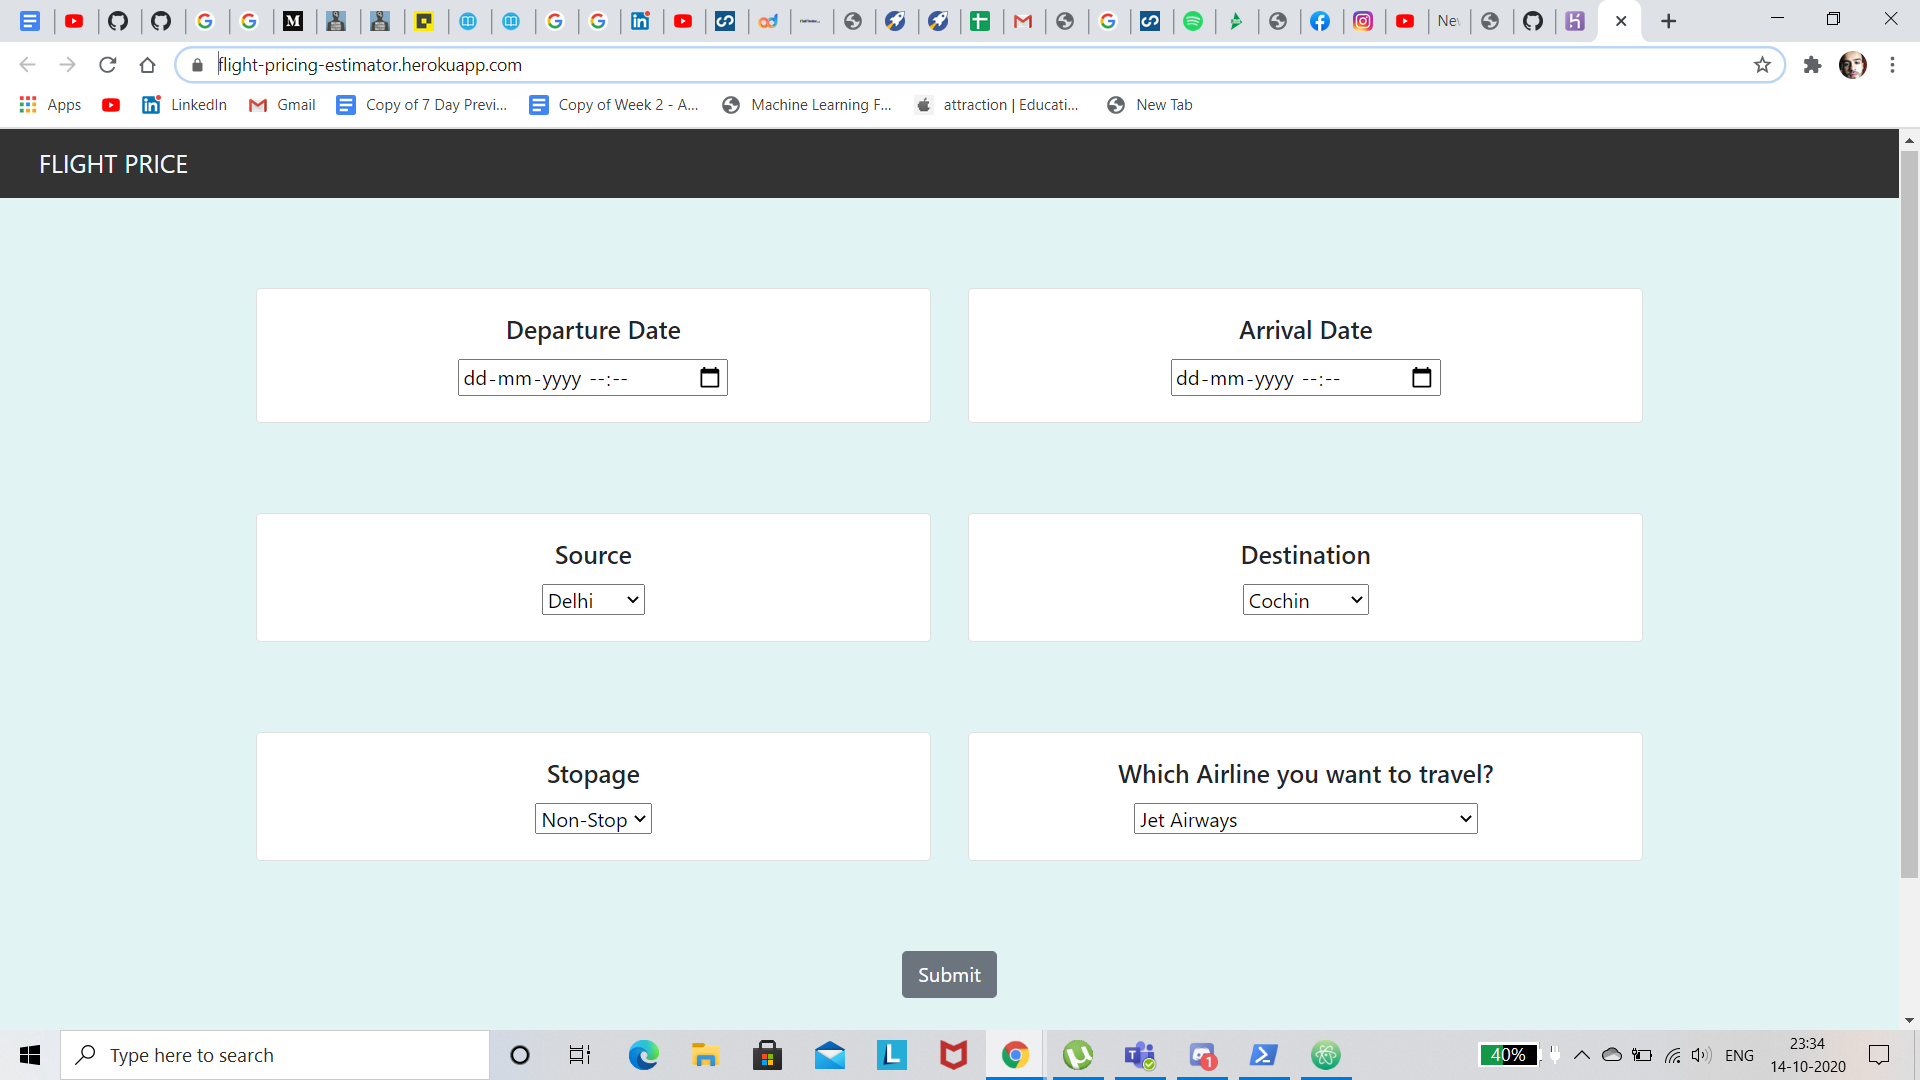 Nev
flight-pricing-estimator.herokuapp.com
Apps LinkedIn Gmail Copy of 7 Day Previ... Copy of Week 2 - A... Machine Learning F... attraction | Educati... New Tab
FLIGHT PRICE
Departure Date Arrival Date
dd-mm-yyyy --:-- dd-mm-yyyy --:--
Source Destination
Delhi Cochin
Stopage Which Airline you want to travel?
Non-Stop Jet Airways
Submit
Type here to search
40%
ENG
23:34
14-10-2020
1